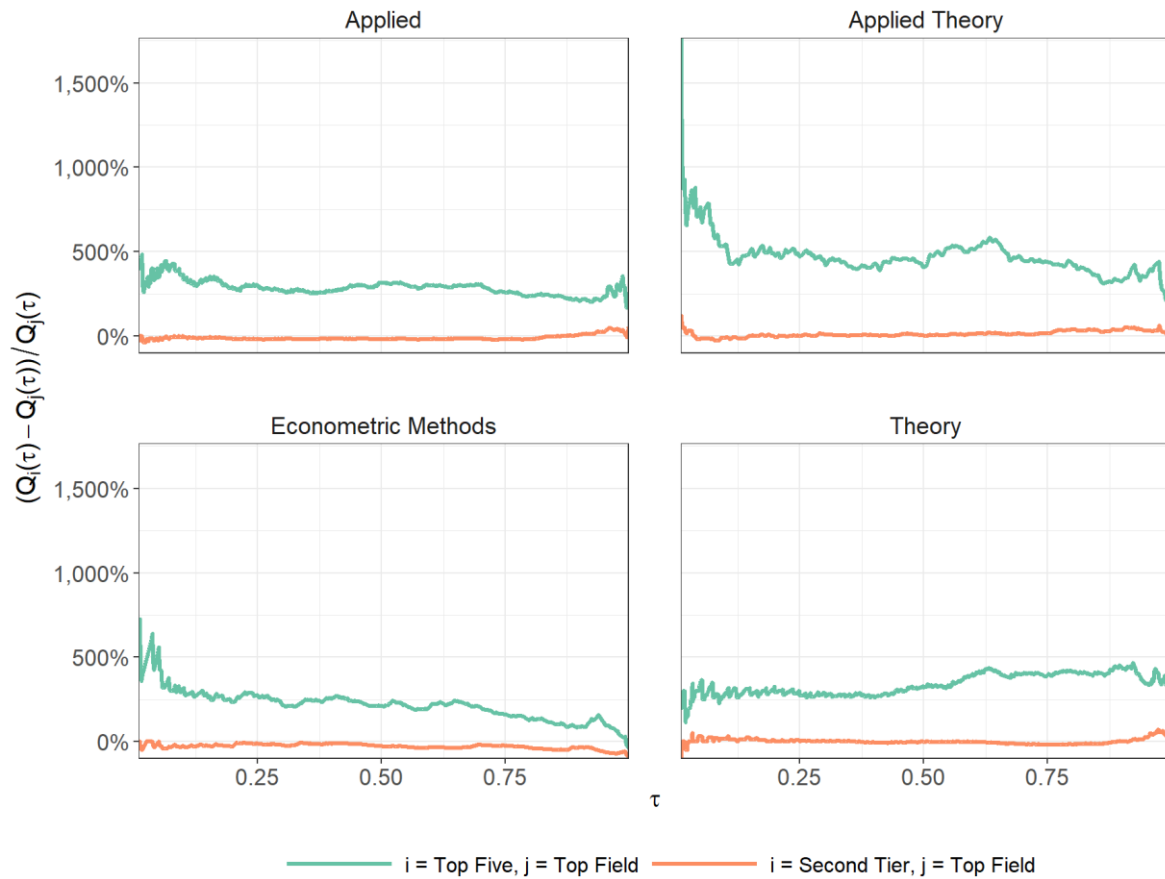 Applied
Applied Theory
1,500%
1,000%
500%
0%
Econometric Methods
Theory
1,500%
1,000%
500%
0%
(Qᵢ(τ) − Qⱼ(τ)) / Qⱼ(τ)
0.25 0.50 0.75 0.25 0.50 0.75
τ
i = Top Five, j = Top Field i = Second Tier, j = Top Field